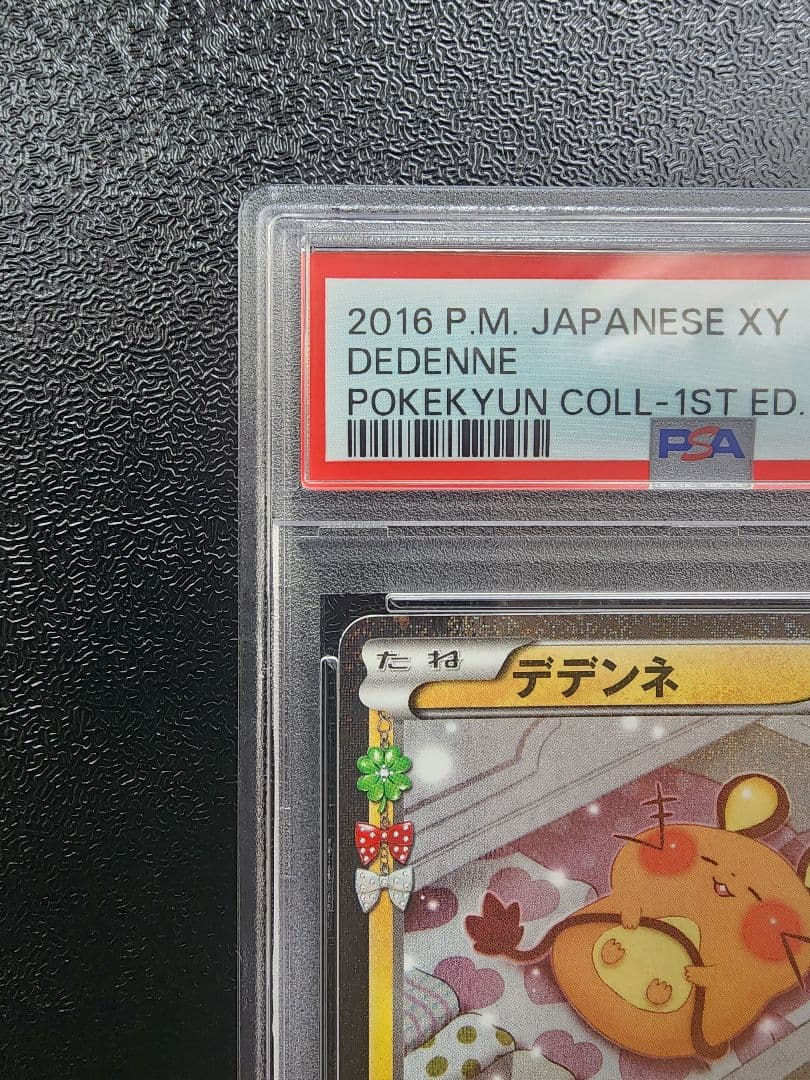 2016 P.M. JAPANESE XY
DEDENNE
POKEKYUN COLL-1ST ED.
PSA
たね
デデンネ